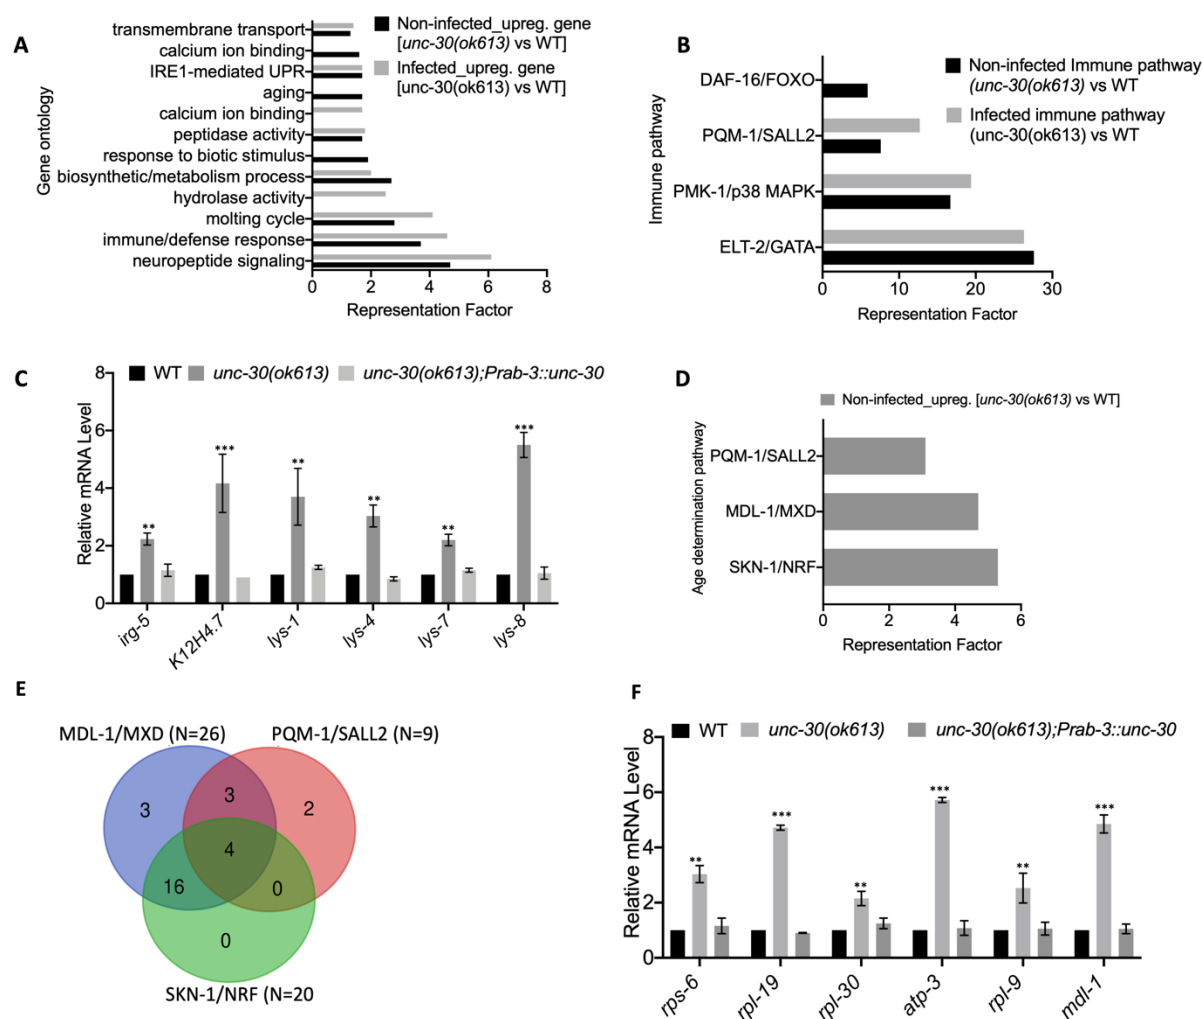 A
transmembrane transport
calcium ion binding
IRE1-mediated UPR
aging
calcium ion binding
peptidase activity
response to biotic stimulus
biosynthetic/metabolism process
hydrolase activity
molting cycle
immune/defense response
neuropeptide signaling
Gene ontology
0 2 4 6 8
Representation Factor
Non-infected_upreg. gene
[unc-30(ok613) vs WT]
Infected_upreg. gene
[unc-30(ok613) vs WT]
B
DAF-16/FOXO
PQM-1/SALL2
PMK-1/p38 MAPK
ELT-2/GATA
Immune pathway
0 10 20 30
Representation Factor
Non-infected Immune pathway
(unc-30(ok613) vs WT
Infected immune pathway
(unc-30(ok613) vs WT
C
WT unc-30(ok613) unc-30(ok613);Prab-3::unc-30
Relative mRNA Level
8
6
4
2
0
** *** ** ** ** ***
irg-5 K12H4.7 lys-1 lys-4 lys-7 lys-8
D
Non-infected_upreg. [unc-30(ok613) vs WT]
Age determination pathway
PQM-1/SALL2
MDL-1/MXD
SKN-1/NRF
0 2 4 6
Representation Factor
E
MDL-1/MXD (N=26) PQM-1/SALL2 (N=9)
3 3 2
4
16 0
0
SKN-1/NRF (N=20
F
WT unc-30(ok613) unc-30(ok613);Prab-3::unc-30
Relative mRNA Level
8
6
4
2
0
** *** ** *** ** ***
rps-6 rpl-19 rpl-30 atp-3 rpl-9 mdl-1